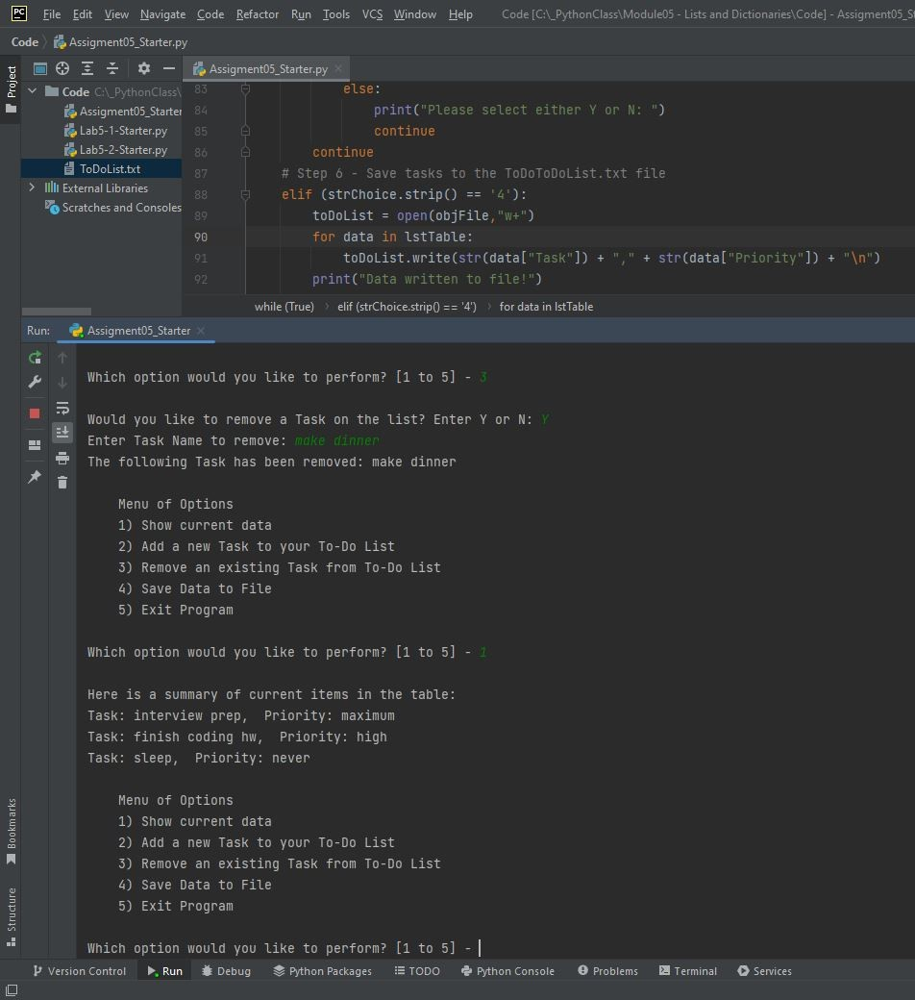 PC File Edit View Navigate Code Refactor Run Tools VCS Window Help Code [C:\_PythonClass\Module05 - Lists and Dictionaries\Code] - Assigment05_St
Code Assigment05_Starter.py
Project
Assigment05_Starter.py
Code C:\_PythonClass\
Assigment05_Starter
Lab5-1-Starter.py
Lab5-2-Starter.py
ToDoList.txt
External Libraries
Scratches and Consoles
83 else:
84 print("Please select either Y or N: ")
85 continue
86 continue
87 # Step 6 - Save tasks to the ToDoToDoList.txt file
88 elif (strChoice.strip() == '4'):
89 toDoList = open(objFile,"w+")
90 for data in lstTable:
91 toDoList.write(str(data["Task"]) + "," + str(data["Priority"]) + "\n")
92 print("Data written to file!")
while (True) › elif (strChoice.strip() == '4') › for data in lstTable
Run: Assigment05_Starter
Which option would you like to perform? [1 to 5] - 3
Would you like to remove a Task on the list? Enter Y or N: Y
Enter Task Name to remove: make dinner
The following Task has been removed: make dinner
Menu of Options
1) Show current data
2) Add a new Task to your To-Do List
3) Remove an existing Task from To-Do List
4) Save Data to File
5) Exit Program
Which option would you like to perform? [1 to 5] - 1
Here is a summary of current items in the table:
Task: interview prep,  Priority: maximum
Task: finish coding hw,  Priority: high
Task: sleep,  Priority: never
Menu of Options
1) Show current data
2) Add a new Task to your To-Do List
3) Remove an existing Task from To-Do List
4) Save Data to File
5) Exit Program
Which option would you like to perform? [1 to 5] -
Bookmarks
Structure
Version Control Run Debug Python Packages TODO Python Console Problems Terminal Services